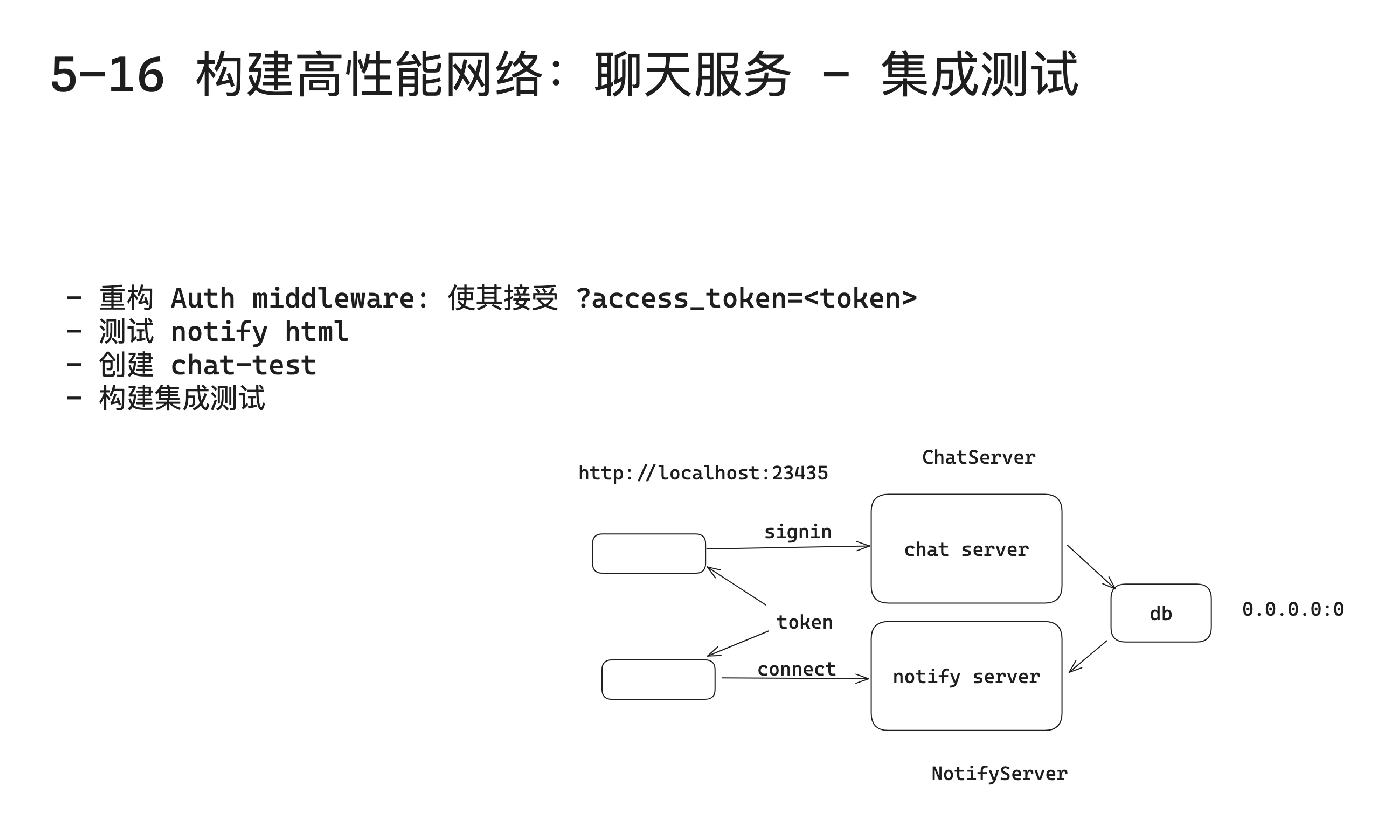 5-16 构建高性能网络：聊天服务 - 集成测试
- 重构 Auth middleware: 使其接受 ?access_token=<token>
- 测试 notify html
- 创建 chat-test
- 构建集成测试
ChatServer
http://localhost:23435
signin
chat server
db
0.0.0.0:0
token
connect
notify server
NotifyServer